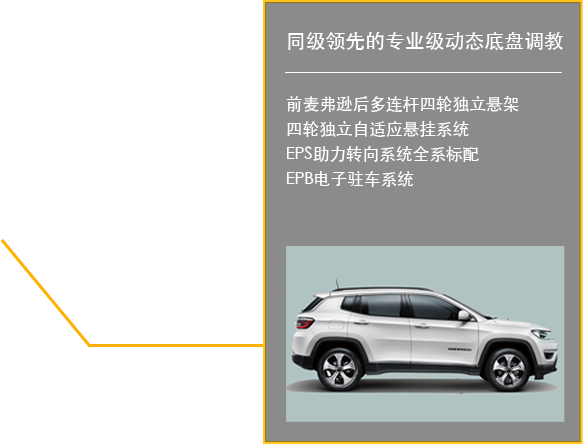 同级领先的专业级动态底盘调教
前麦弗逊后多连杆四轮独立悬架
四轮独立自适应悬挂系统
EPS助力转向系统全系标配
EPB电子驻车系统